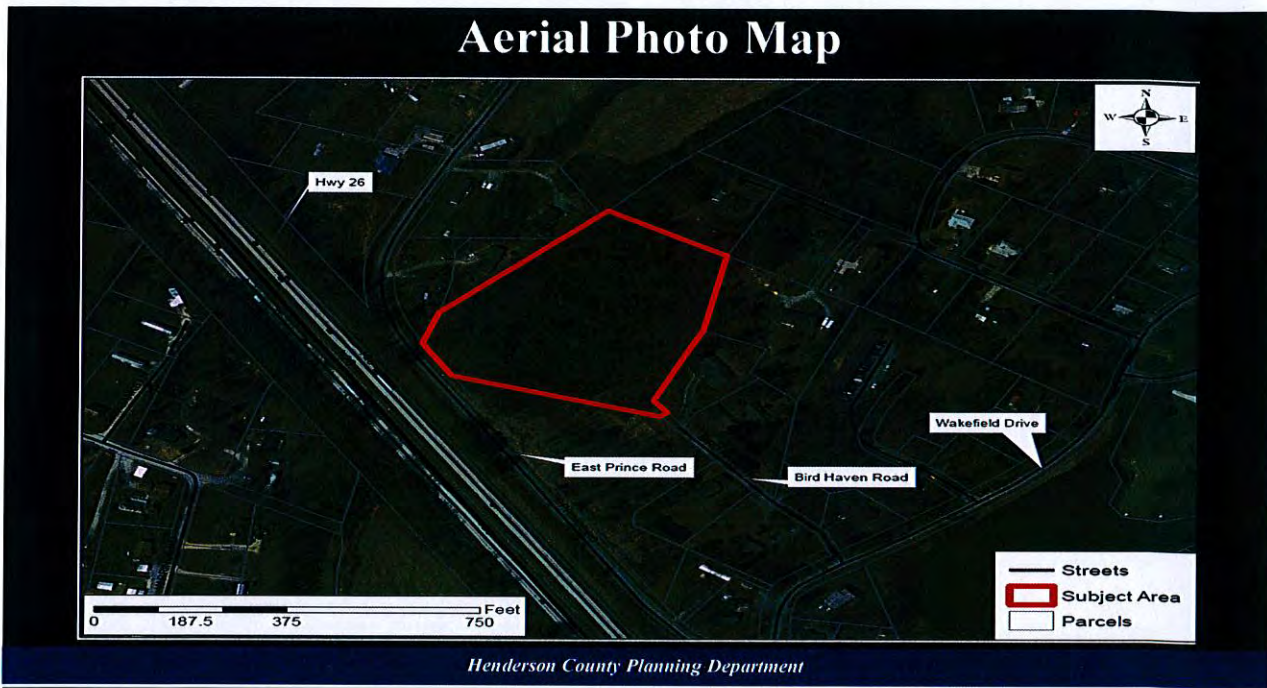 Aerial Photo Map
N
W E
S
Hwy 26
Wakefield Drive
East Prince Road
Bird Haven Road
Streets
Subject Area
Parcels
Feet
0 187.5 375 750
Henderson County Planning Department